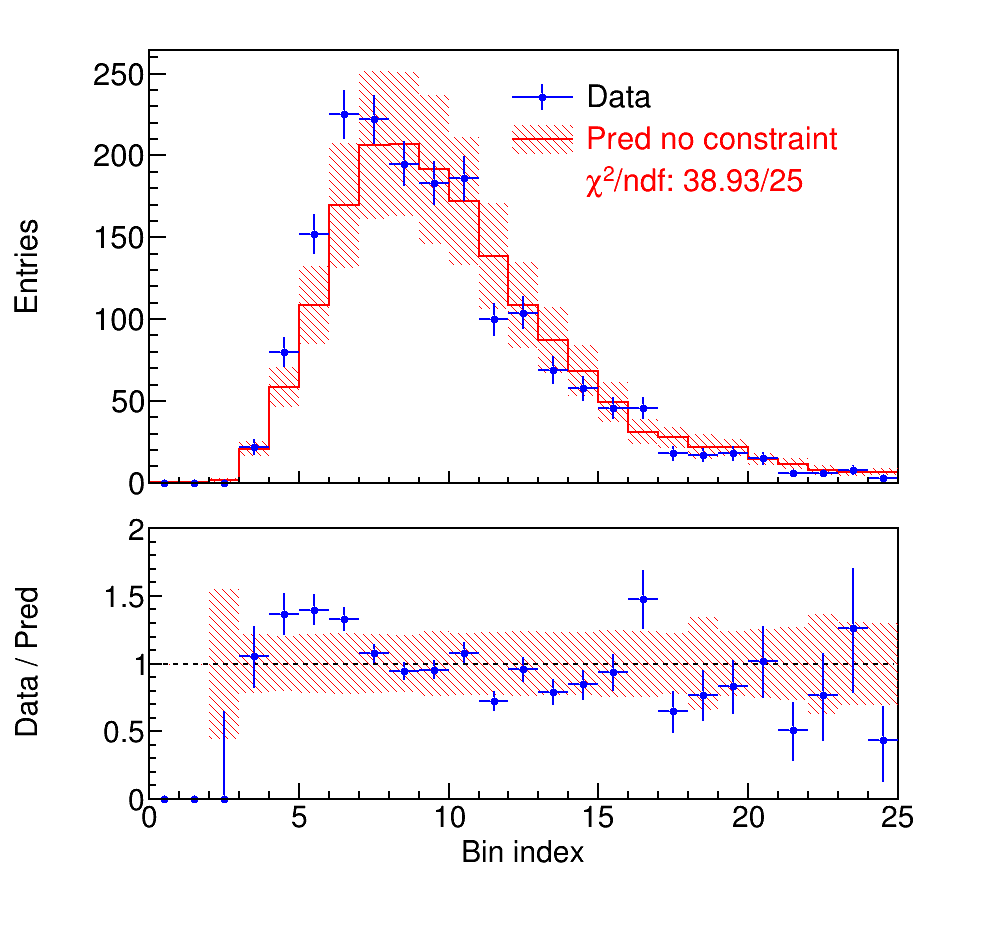 Entries
250
200
150
100
50
0
Data
Pred no constraint
χ²/ndf: 38.93/25
Data / Pred
2
1.5
1
0.5
0
0 5 10 15 20 25
Bin index